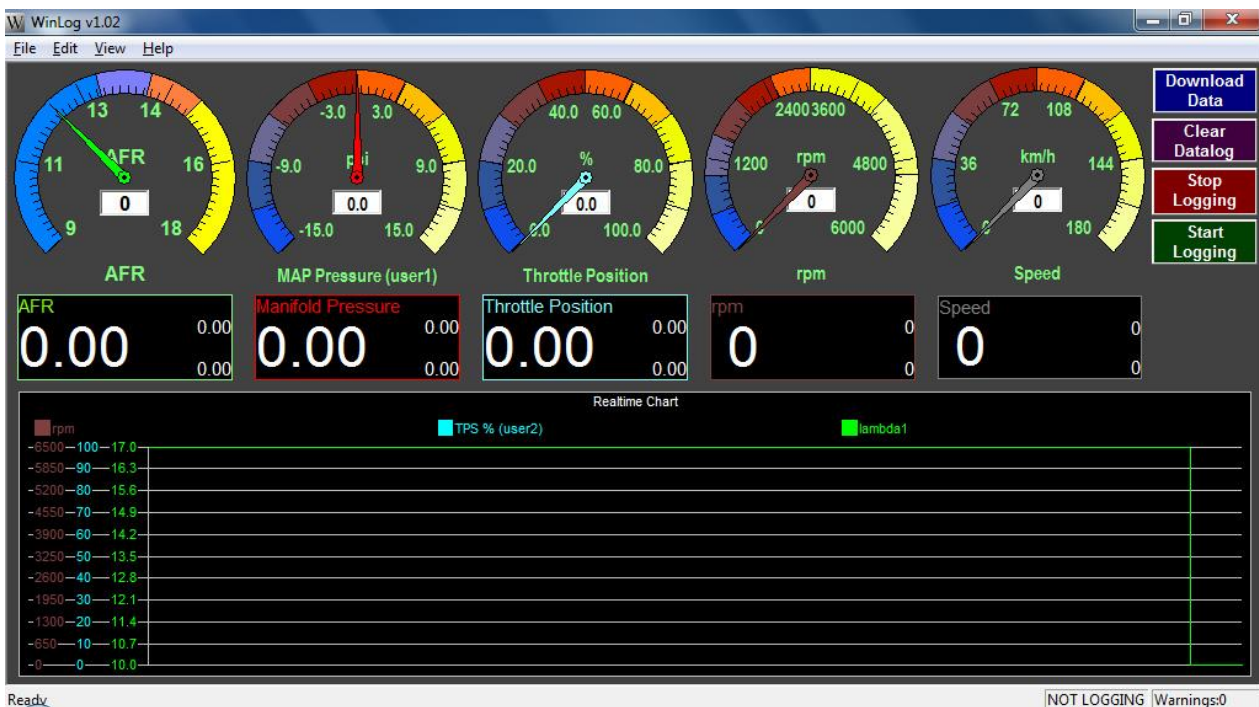 WinLog v1.02
File Edit View Help
9 11 13 14 16 18
AFR
0
AFR
-15.0 -9.0 -3.0 3.0 9.0 15.0
psi
0.0
MAP Pressure (user1)
0.0 20.0 40.0 60.0 80.0 100.0
%
0.0
Throttle Position
0 1200 2400 3600 4800 6000
rpm
0
rpm
0 36 72 108 144 180
km/h
0
Speed
Download
Data
Clear
Datalog
Stop
Logging
Start
Logging
AFR
0.00 0.00
0.00
Manifold Pressure
0.00 0.00
0.00
Throttle Position
0.00 0.00
0.00
rpm
0 0
0
Speed
0 0
0
Realtime Chart
rpm TPS % (user2) lambda1
6500 100 17.0
5850 90 16.3
5200 80 15.6
4550 70 14.9
3900 60 14.2
3250 50 13.5
2600 40 12.8
1950 30 12.1
1300 20 11.4
650 10 10.7
0 0 10.0
Ready NOT LOGGING Warnings:0